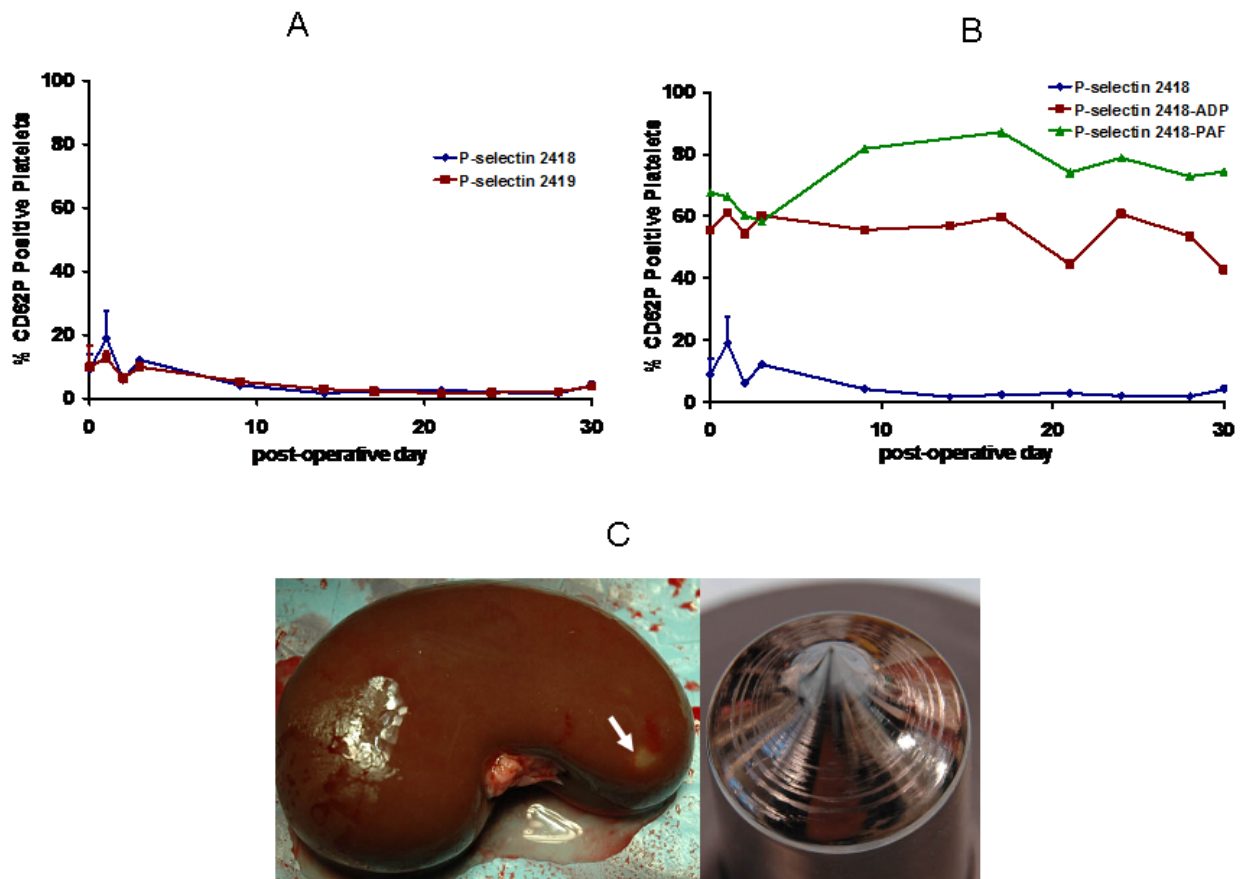 A
B
100
80
60
40
20
0
% CD62P Positive Platelets
P-selectin 2418
P-selectin 2419
0
10
20
30
post-operative day
100
80
60
40
20
0
% CD62P Positive Platelets
P-selectin 2418
P-selectin 2418-ADP
P-selectin 2418-PAF
0
10
20
30
post-operative day
C